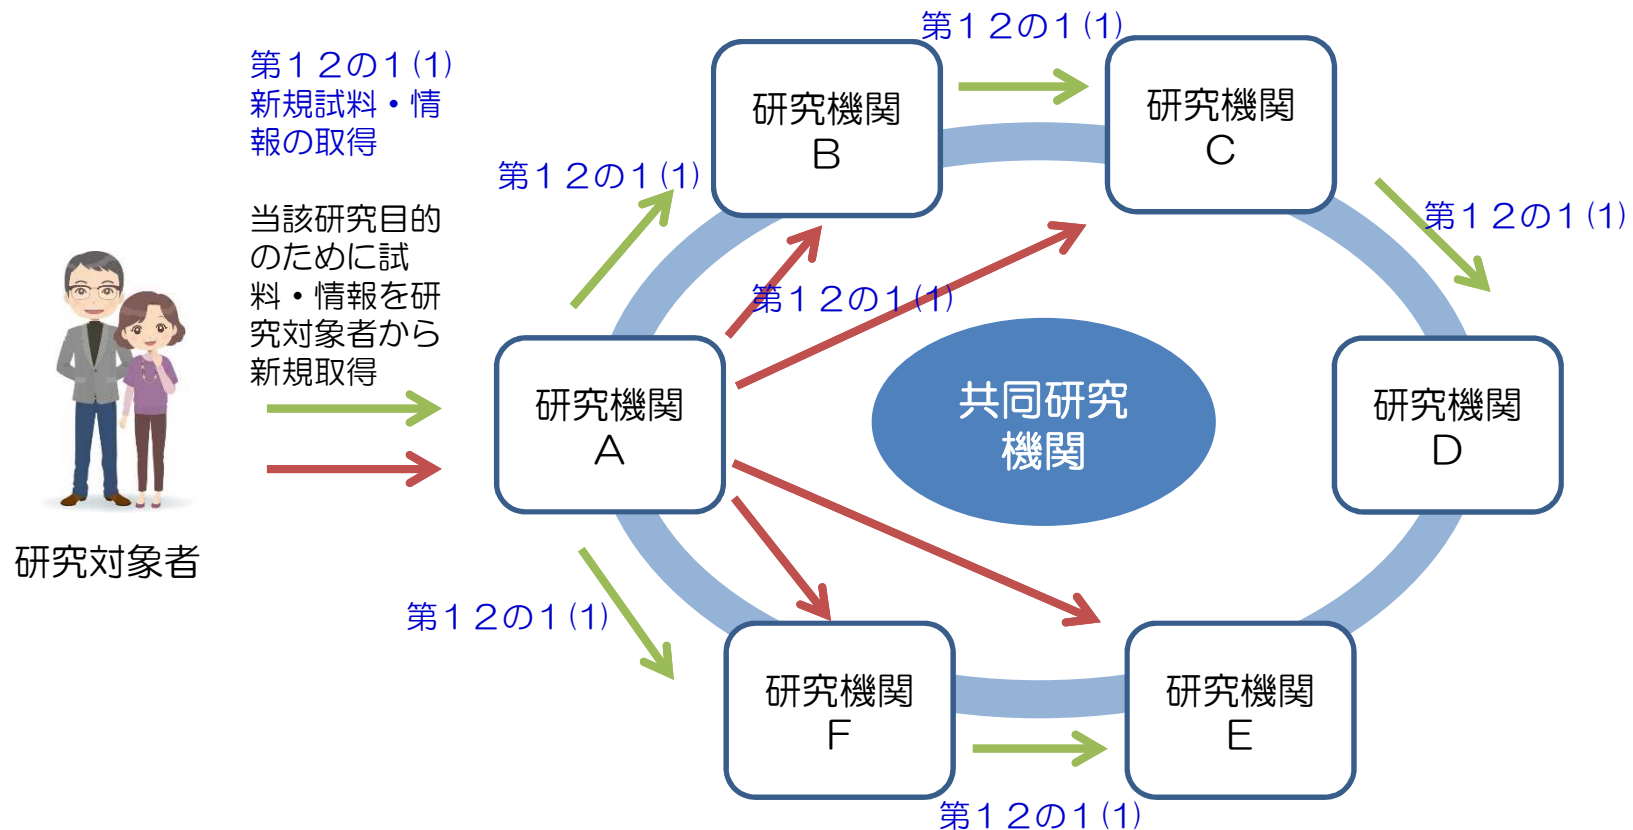 第１２の１(1)
新規試料・情
報の取得
当該研究目的
のために試
料・情報を研
究対象者から
新規取得
研究対象者
第１２の１(1)
研究機関
B
第１２の１(1)
研究機関
C
第１２の１(1)
第１２の１(1)
研究機関
A
共同研究
機関
研究機関
D
第１２の１(1)
研究機関
F
研究機関
E
第１２の１(1)